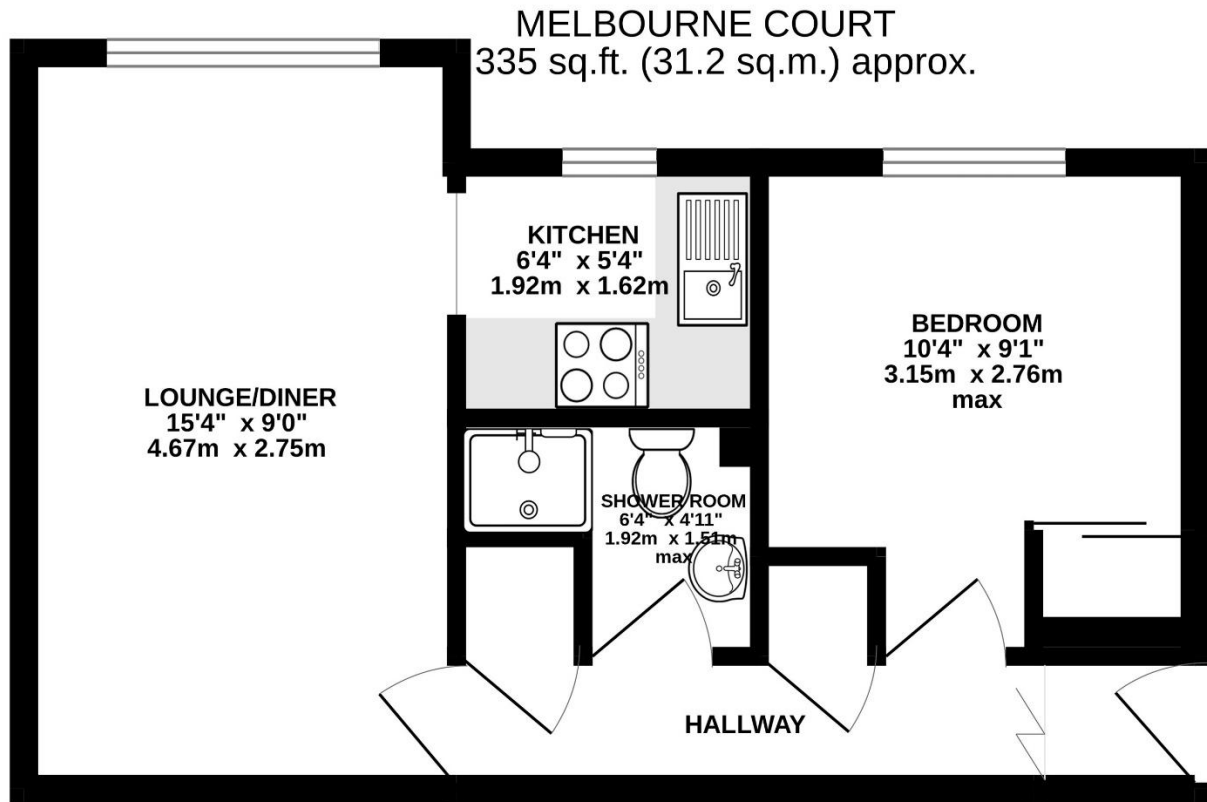 MELBOURNE COURT
335 sq.ft. (31.2 sq.m.) approx.
KITCHEN
6'4" x 5'4"
1.92m x 1.62m
BEDROOM
10'4" x 9'1"
3.15m x 2.76m
max
LOUNGE/DINER
15'4" x 9'0"
4.67m x 2.75m
SHOWER ROOM
6'4" x 4'11"
1.92m x 1.51m
max
HALLWAY